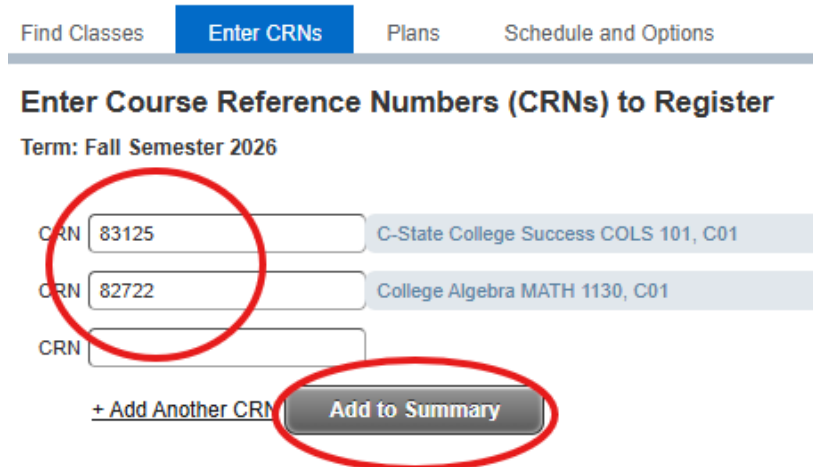 Find Classes Enter CRNs Plans Schedule and Options
Enter Course Reference Numbers (CRNs) to Register
Term: Fall Semester 2026
CRN 83125 C-State College Success COLS 101, C01
CRN 82722 College Algebra MATH 1130, C01
CRN
+ Add Another CRN Add to Summary